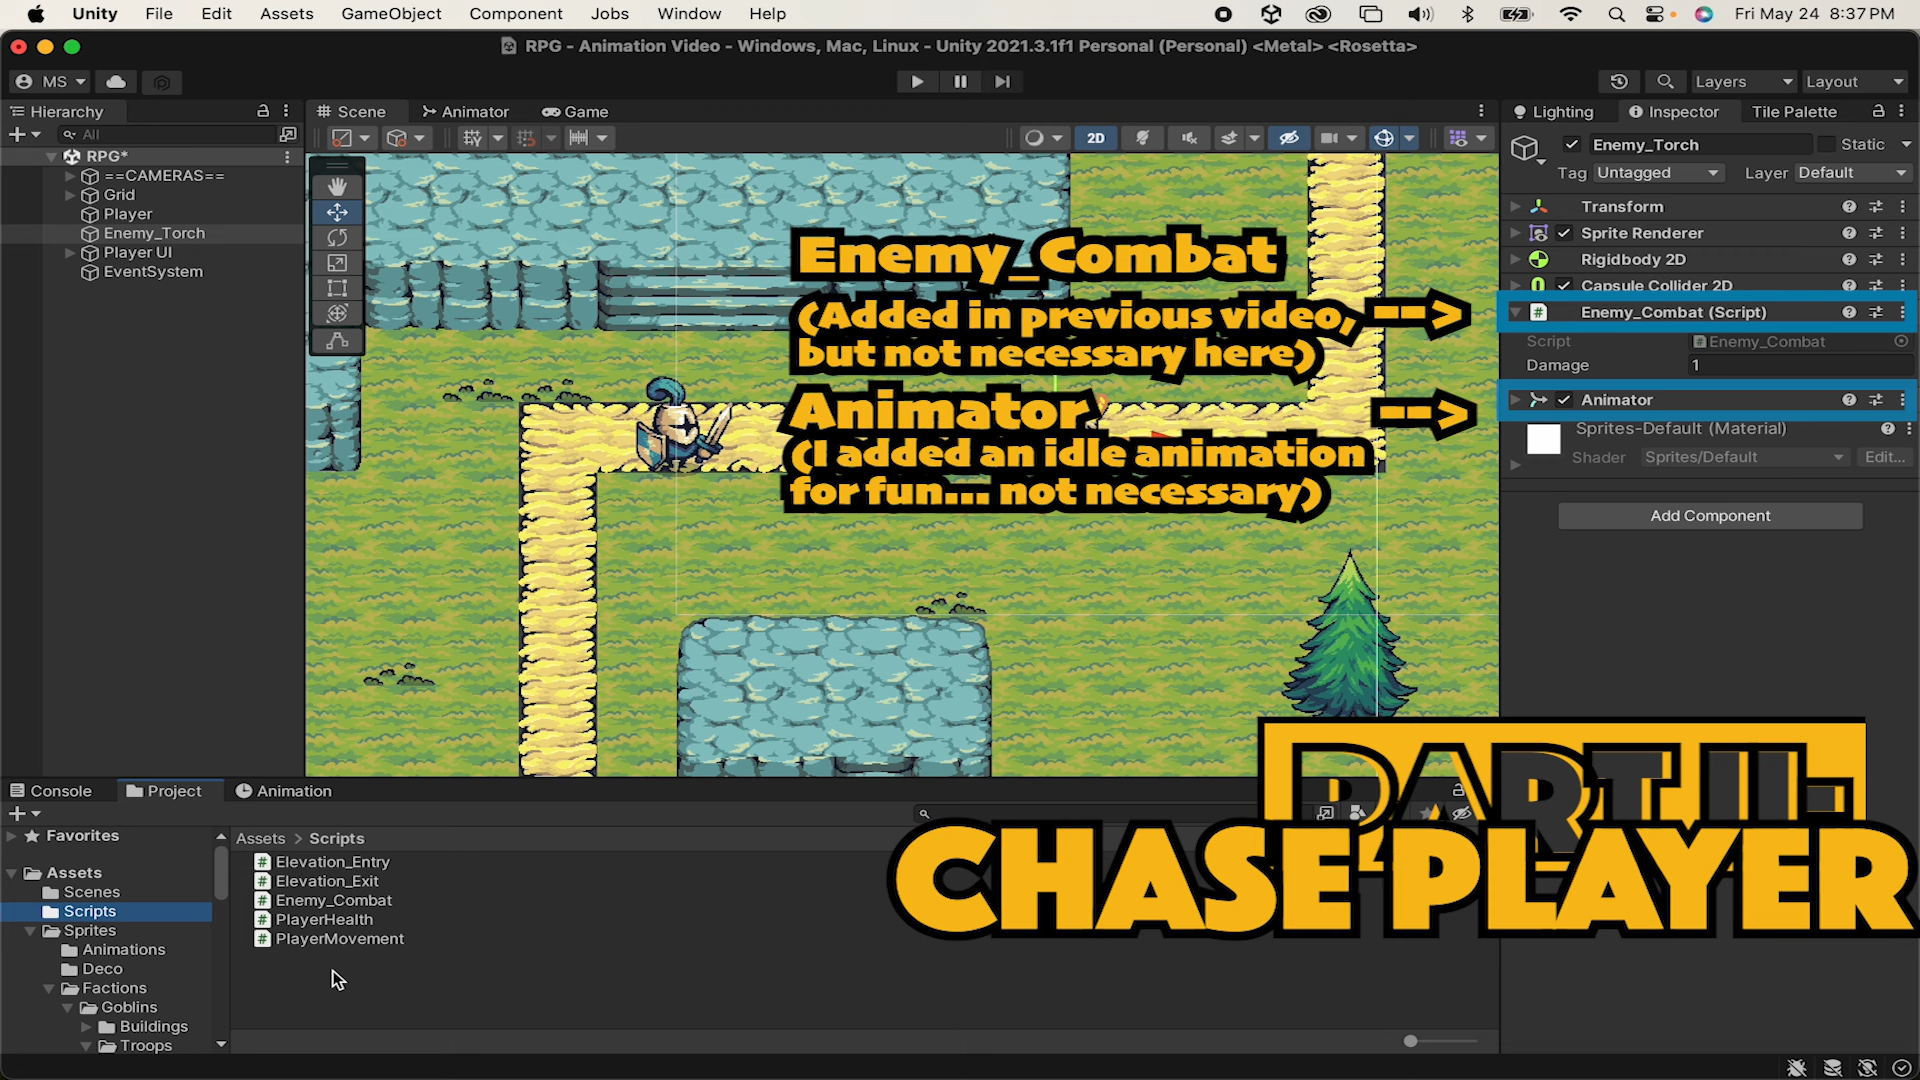 Unity File Edit Assets GameObject Component Jobs Window Help Fri May 24 8:37 PM
RPG - Animation Video - Windows, Mac, Linux - Unity 2021.3.1f1 Personal (Personal) <Metal> <Rosetta>
MS Layers Layout
Hierarchy
All
RPG*
==CAMERAS==
Grid
Player
Enemy_Torch
Player UI
EventSystem
Scene Animator Game
2D
Enemy_Combat
(Added in previous video, -->
but not necessary here)
Animator -->
(I added an idle animation
for fun... not necessary)
Lighting Inspector Tile Palette
Enemy_Torch Static
Tag Untagged Layer Default
Transform
Sprite Renderer
Rigidbody 2D
Capsule Collider 2D
# Enemy_Combat (Script)
Script # Enemy_Combat
Damage 1
Animator
Sprites-Default (Material)
Shader Sprites/Default Edit...
Add Component
PART II:
CHASE PLAYER
Console Project Animation
Favorites
Assets
Scenes
Scripts
Sprites
Animations
Deco
Factions
Goblins
Buildings
Troops
Assets > Scripts
# Elevation_Entry
# Elevation_Exit
# Enemy_Combat
# PlayerHealth
# PlayerMovement